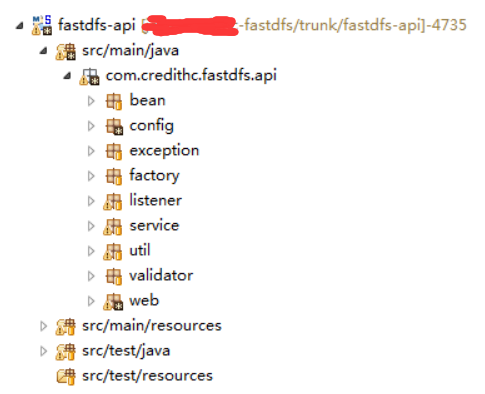 fastdfs-api [-fastdfs/trunk/fastdfs-api]-4735
src/main/java
com.credithc.fastdfs.api
bean
config
exception
factory
listener
service
util
validator
web
src/main/resources
src/test/java
src/test/resources